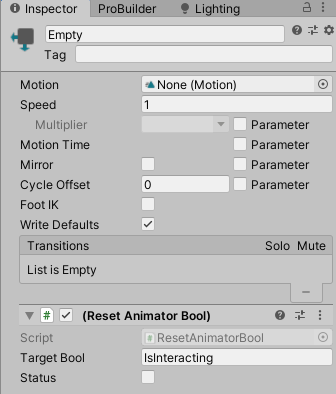 Inspector ProBuilder Lighting
Empty
Tag
Motion None (Motion)
Speed 1
Multiplier Parameter
Motion Time Parameter
Mirror Parameter
Cycle Offset 0 Parameter
Foot IK
Write Defaults
Transitions Solo Mute
List is Empty
# (Reset Animator Bool)
Script # ResetAnimatorBool
Target Bool IsInteracting
Status